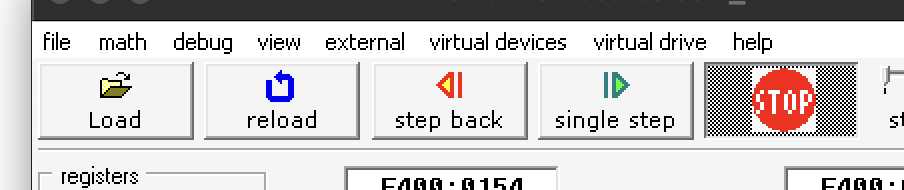 file math debug view external virtual devices virtual drive help
Load reload step back single step STOP
registers
F400:0154